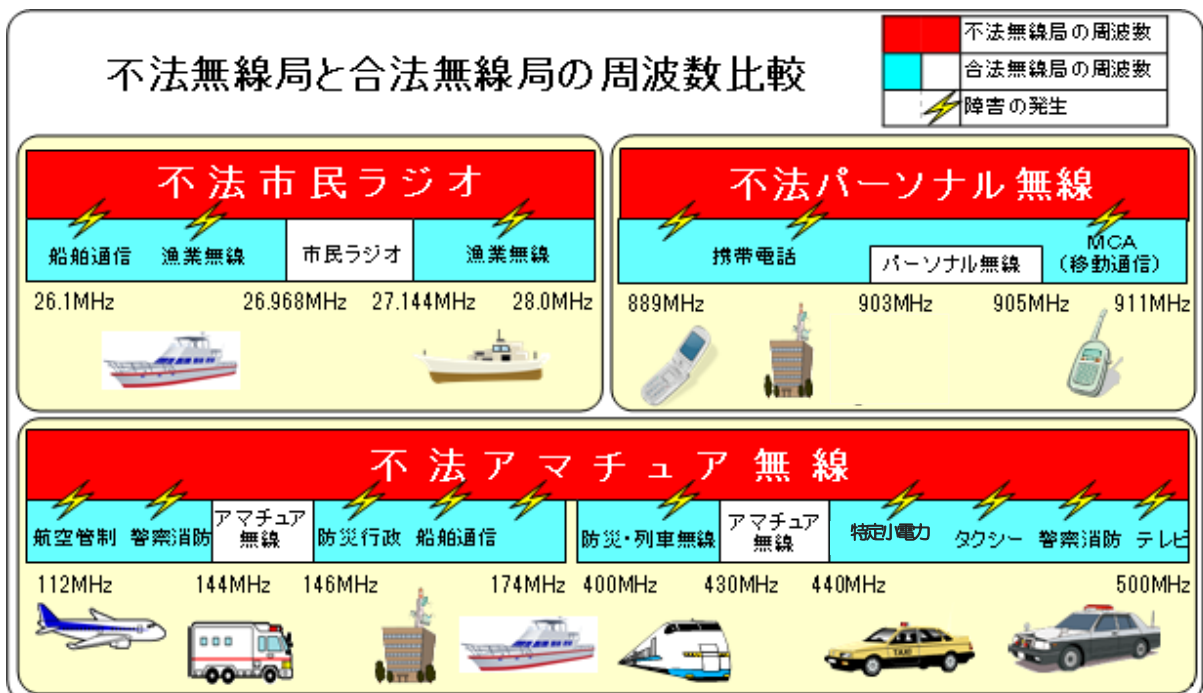 不法無線局と合法無線局の周波数比較
不法無線局の周波数
合法無線局の周波数
障害の発生
不法市民ラジオ
船舶通信 漁業無線 市民ラジオ 漁業無線
26.1MHz 26.968MHz 27.144MHz 28.0MHz
不法パーソナル無線
携帯電話 パーソナル無線 MCA
(移動通信)
889MHz 903MHz 905MHz 911MHz
不法アマチュア無線
航空管制 警察消防 アマチュア
無線 防災行政 船舶通信 防災・列車無線 アマチュア
無線 特定小電力 タクシー 警察消防 テレビ
112MHz 144MHz 146MHz 174MHz 400MHz 430MHz 440MHz 500MHz
TAXI